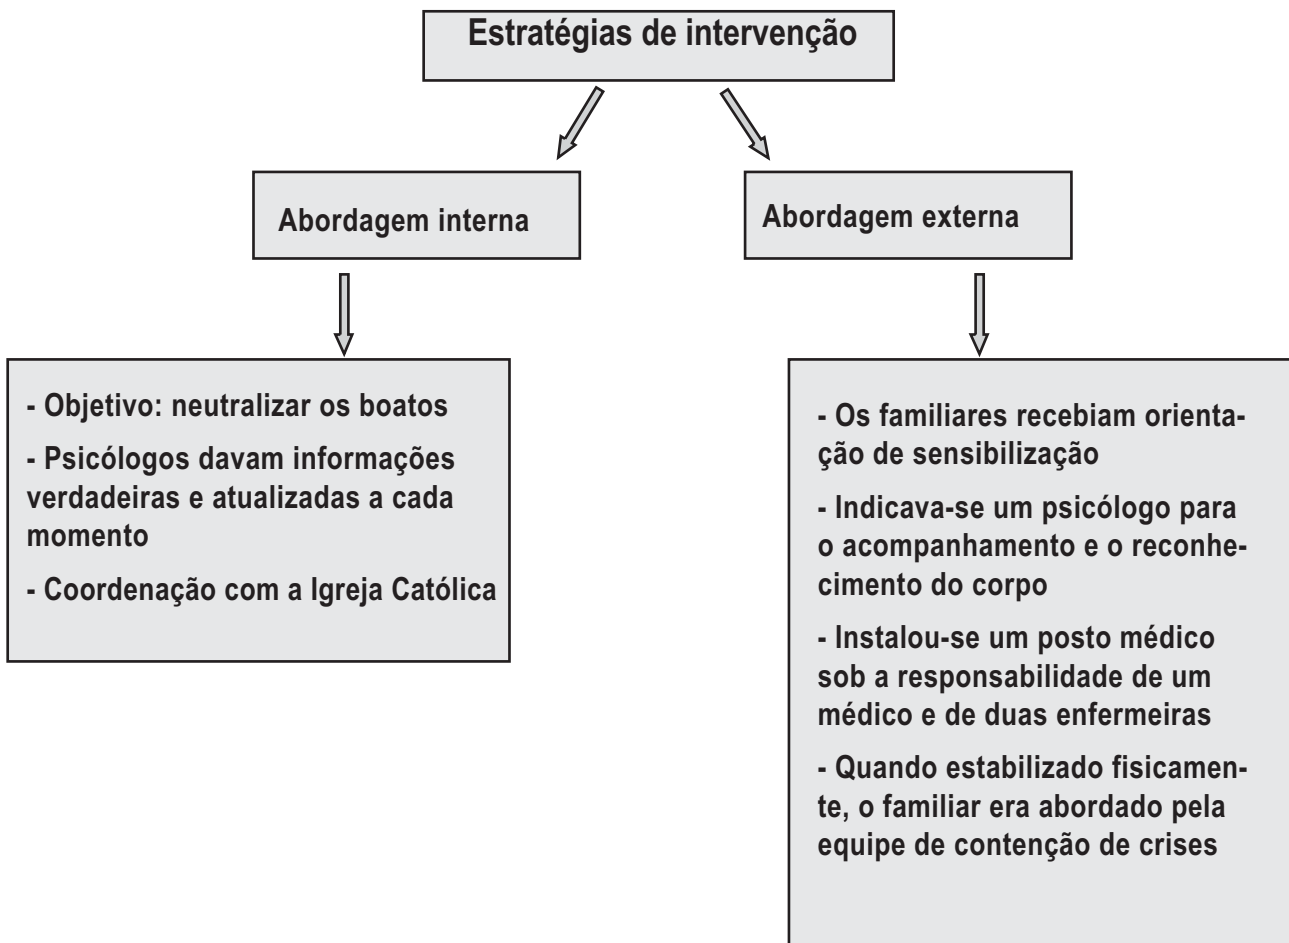 Estratégias de intervenção
Abordagem interna
Abordagem externa
- Objetivo: neutralizar os boatos
- Psicólogos davam informações
verdadeiras e atualizadas a cada
momento
- Coordenação com a Igreja Católica
- Os familiares recebiam orienta-
ção de sensibilização
- Indicava-se um psicólogo para
o acompanhamento e o reconhe-
cimento do corpo
- Instalou-se um posto médico
sob a responsabilidade de um
médico e de duas enfermeiras
- Quando estabilizado fisicamen-
te, o familiar era abordado pela
equipe de contenção de crises